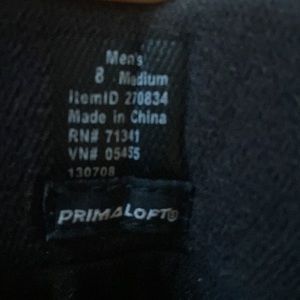 Men's
8 Medium
ItemID 270834
Made in China
RN# 71341
VN# 05455
130708
PRIMALOFT®